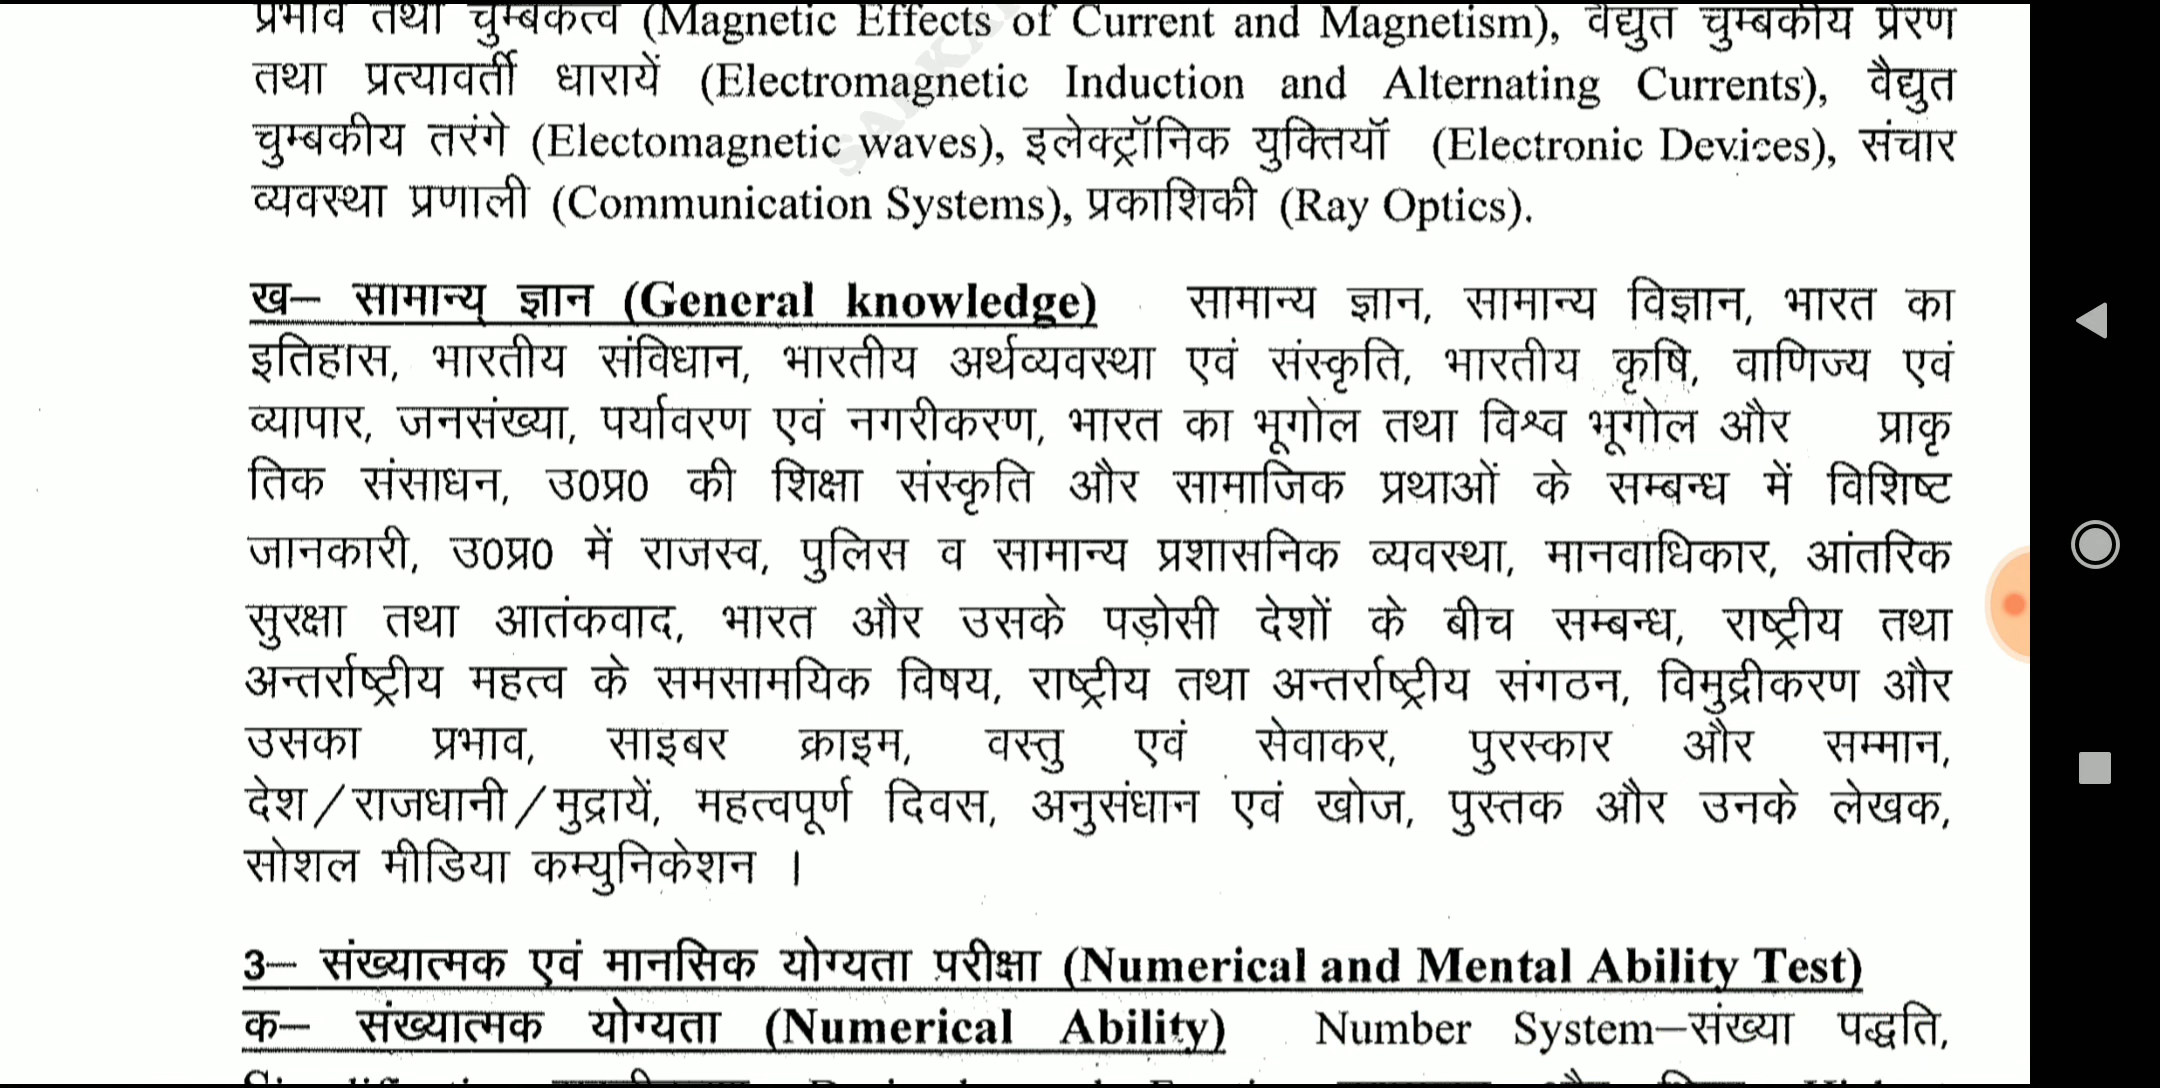 प्रभाव तथा चुम्बकत्व (Magnetic Effects of Current and Magnetism), वैद्युत चुम्बकीय प्रेरण
तथा प्रत्यावर्ती धारायें (Electromagnetic Induction and Alternating Currents), वैद्युत
चुम्बकीय तरंगे (Electomagnetic waves), इलेक्ट्रॉनिक युक्तियॉ (Electronic Devices), संचार
व्यवस्था प्रणाली (Communication Systems), प्रकाशिकी (Ray Optics).
ख– सामान्य् ज्ञान (General knowledge) सामान्य ज्ञान, सामान्य विज्ञान, भारत का
इतिहास, भारतीय संविधान, भारतीय अर्थव्यवस्था एवं संस्कृति, भारतीय कृषि, वाणिज्य एवं
व्यापार, जनसंख्या, पर्यावरण एवं नगरीकरण, भारत का भूगोल तथा विश्व भूगोल और प्राकृ
तिक संसाधन, उ0प्र0 की शिक्षा संस्कृति और सामाजिक प्रथाओं के सम्बन्ध में विशिष्ट
जानकारी, उ0प्र0 में राजस्व, पुलिस व सामान्य प्रशासनिक व्यवस्था, मानवाधिकार, आंतरिक
सुरक्षा तथा आतंकवाद, भारत और उसके पड़ोसी देशों के बीच सम्बन्ध, राष्ट्रीय तथा
अन्तर्राष्ट्रीय महत्व के समसामयिक विषय, राष्ट्रीय तथा अन्तर्राष्ट्रीय संगठन, विमुद्रीकरण और
उसका प्रभाव, साइबर क्राइम, वस्तु एवं सेवाकर, पुरस्कार और सम्मान,
देश/राजधानी/मुद्रायें, महत्वपूर्ण दिवस, अनुसंधान एवं खोज, पुस्तक और उनके लेखक,
सोशल मीडिया कम्युनिकेशन ।
3– संख्यात्मक एवं मानसिक योग्यता परीक्षा (Numerical and Mental Ability Test)
क– संख्यात्मक योग्यता (Numerical Ability) Number System–संख्या पद्धति,